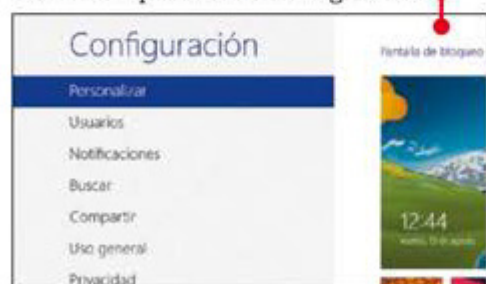 Configuración
Pantalla de bloqueo
Personalizar
Usuarios
Notificaciones
Buscar
Compartir
Uso general
Privacidad
12:44